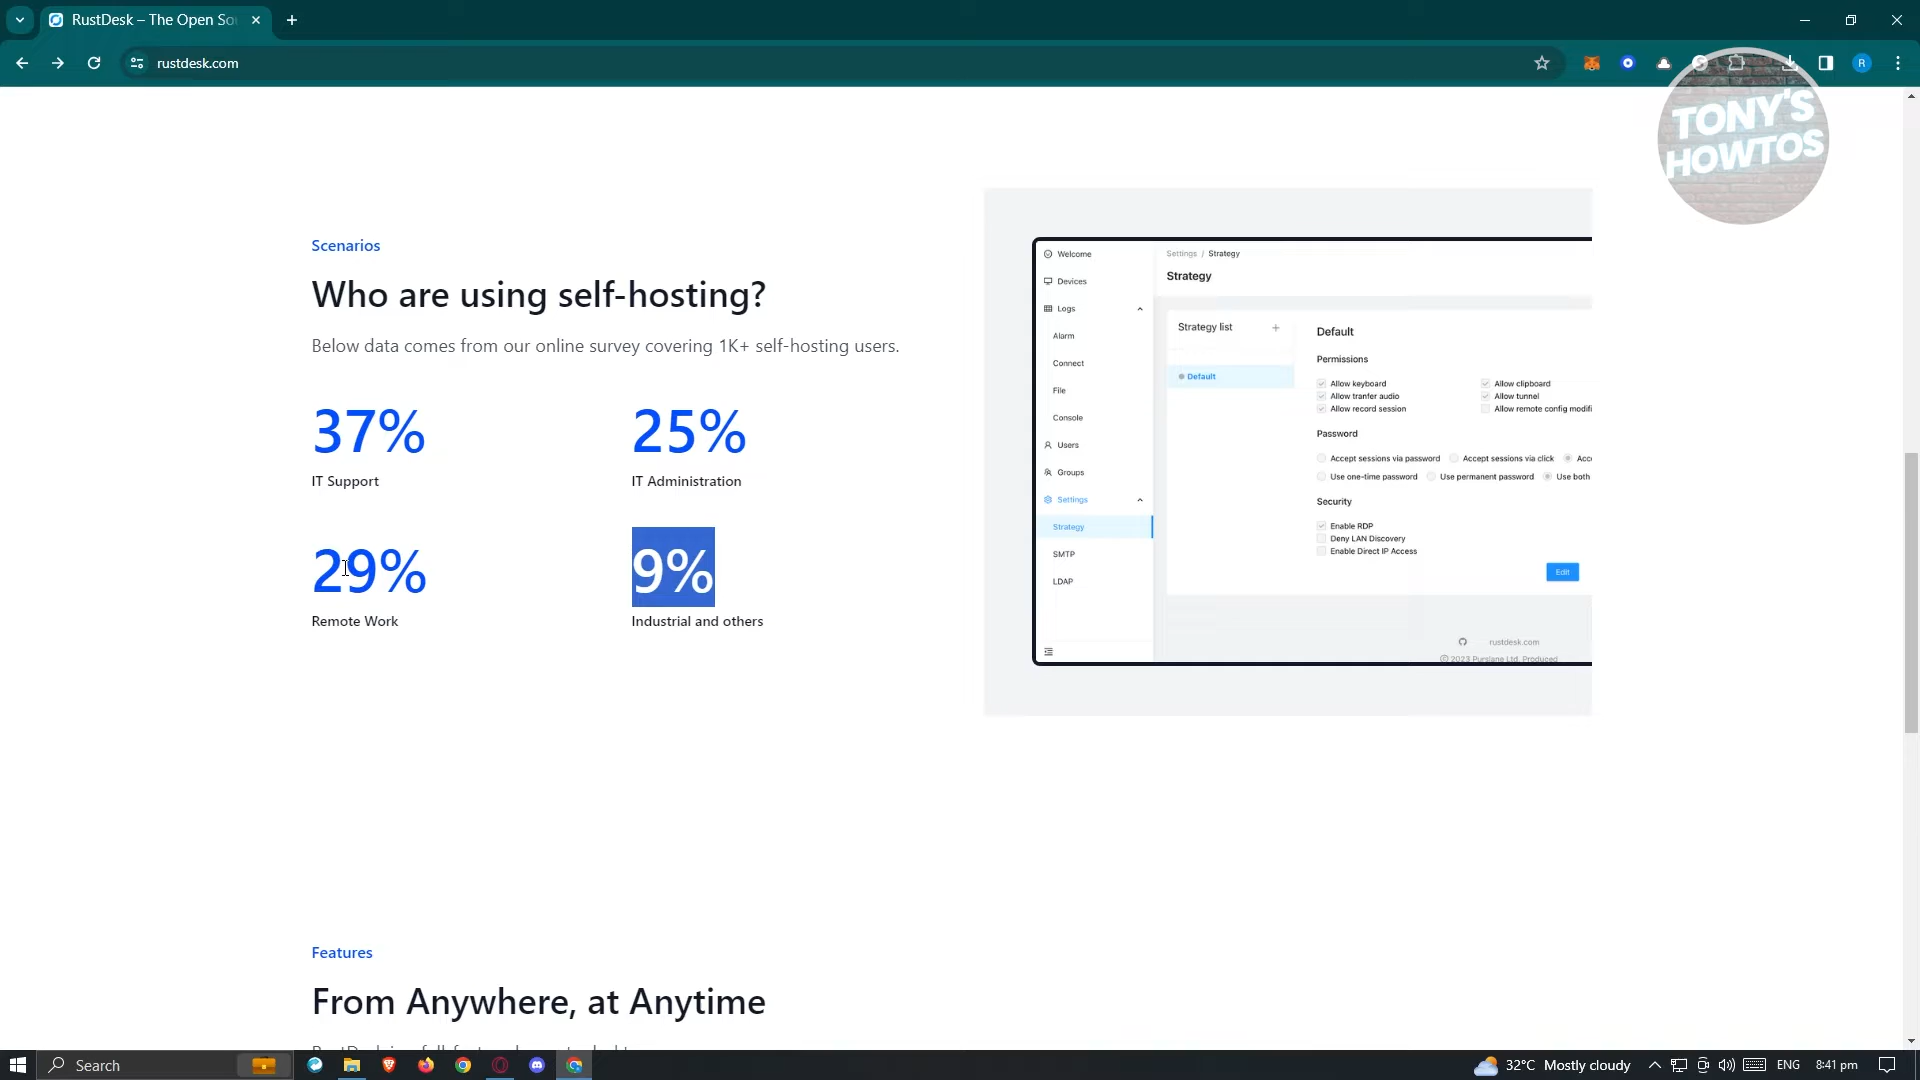 RustDesk – The Open So
rustdesk.com
R
TONY'S
HOWTOS
Scenarios
Who are using self-hosting?
Below data comes from our online survey covering 1K+ self-hosting users.
37%
IT Support
25%
IT Administration
29%
Remote Work
9%
Industrial and others
Welcome
Devices
Logs
Alarm
Connect
File
Console
Users
Groups
Settings
Strategy
SMTP
LDAP
Settings / Strategy
Strategy
Strategy list +
Default
Default
Permissions
Allow keyboard
Allow clipboard
Allow tranfer audio
Allow tunnel
Allow record session
Allow remote config modifi
Password
Accept sessions via password
Accept sessions via click
Acc
Use one-time password
Use permanent password
Use both
Security
Enable RDP
Deny LAN Discovery
Enable Direct IP Access
Edit
rustdesk.com
© 2023 Purslane Ltd. Produced
Features
From Anywhere, at Anytime
Search
32°C Mostly cloudy
ENG
8:41 pm